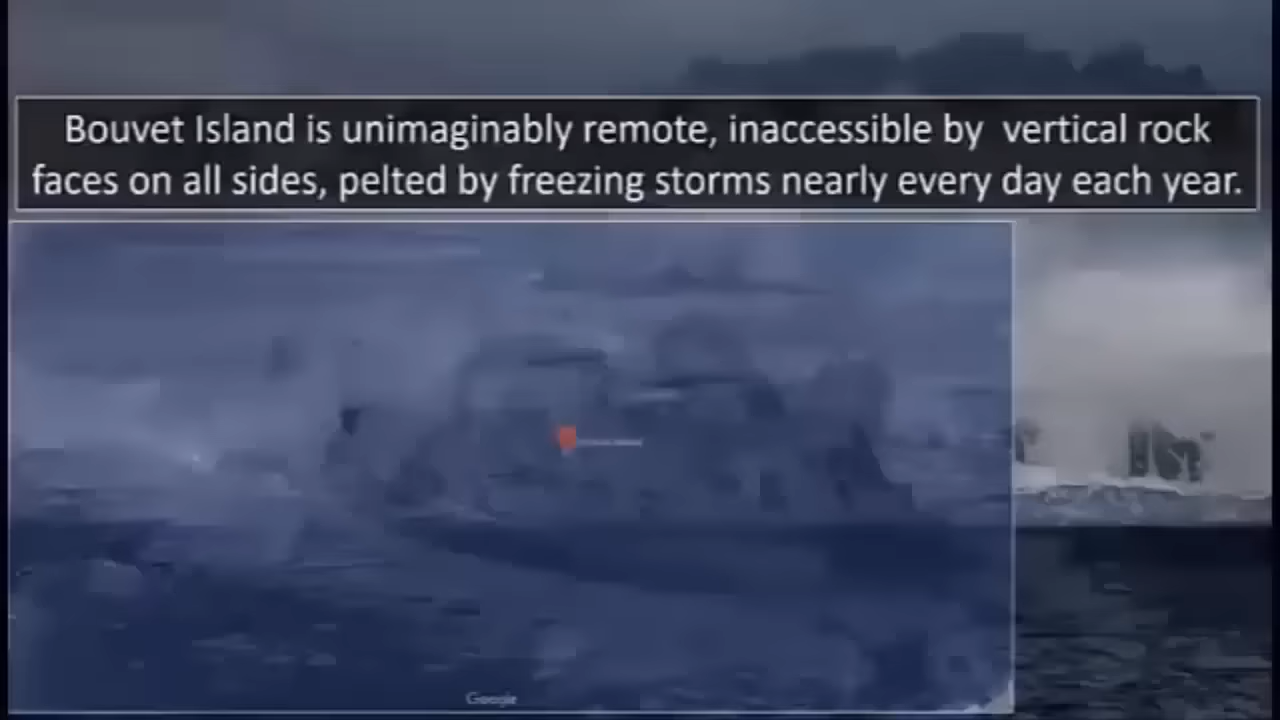 Bouvet Island is unimaginably remote, inaccessible by  vertical rock
faces on all sides, pelted by freezing storms nearly every day each year.
Google